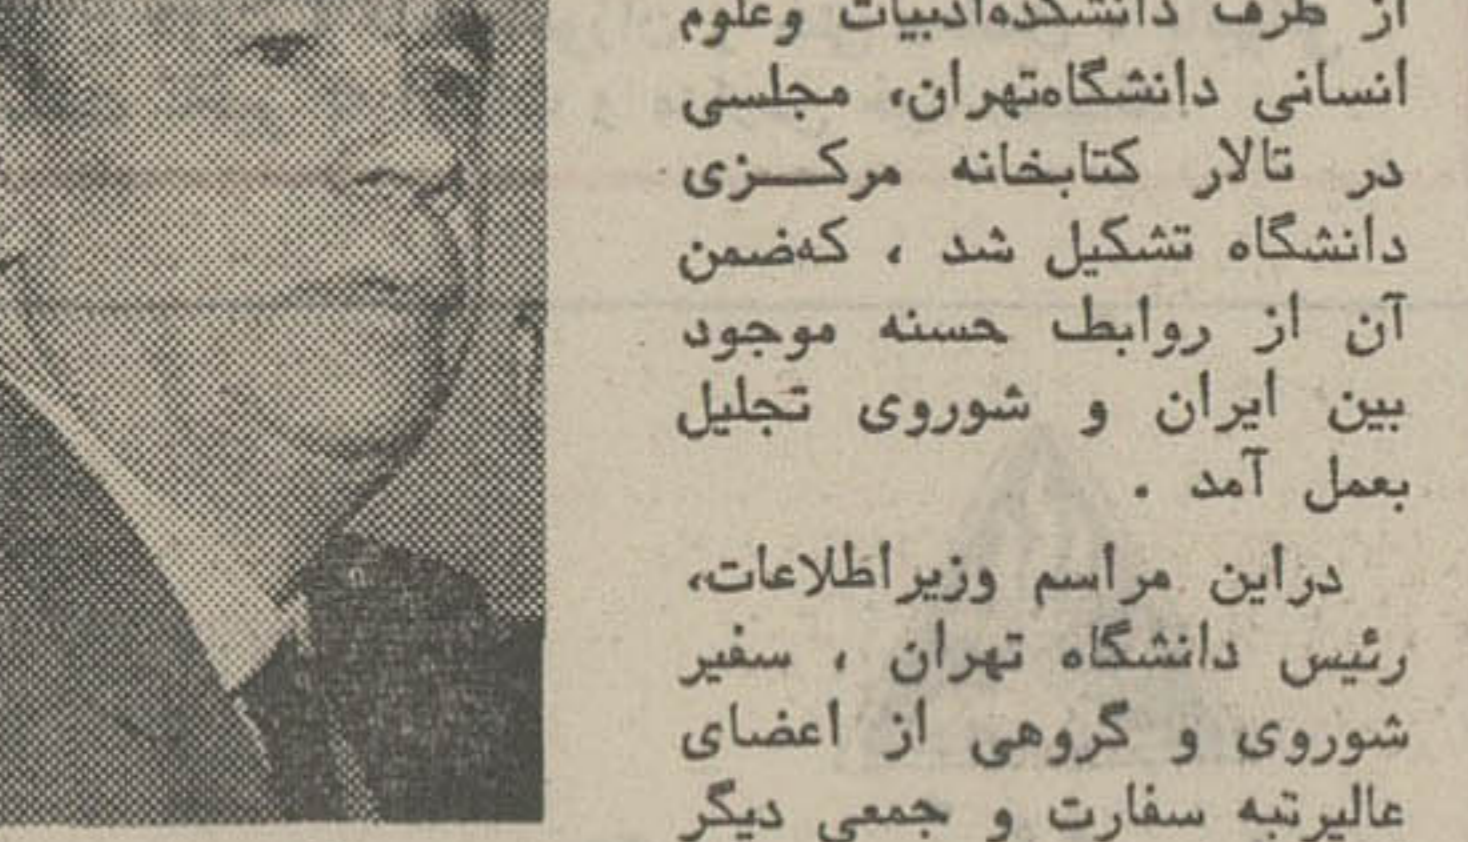 از طرف دانشکده‌ادبیات وعلوم
انسانی دانشگاه‌تهران، مجلسی
در تالار کتابخانه مرکـــزی
دانشگاه تشکیل شد ، که‌ضمن
آن از روابط حسنه موجود
بین ایران و شوروی تجلیل
بعمل آمد .
دراین مراسم وزیراطلاعات،
رئیس دانشگاه تهران ، سفیر
شوروی و گروهی از اعضای
عالیرتبه سفارت و جمعی دیگر